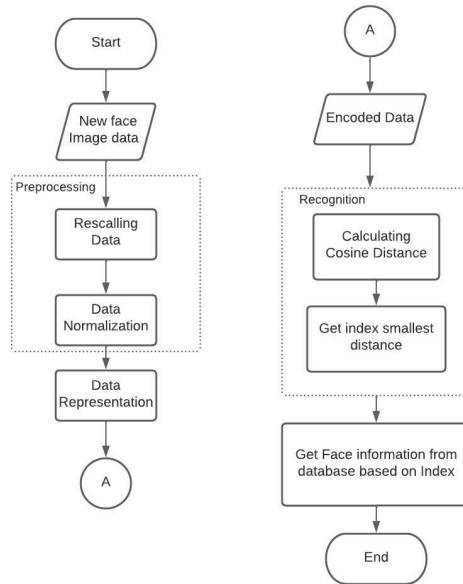 Start
New face
Image data
Preprocessing
Rescalling
Data
Data
Normalization
Data
Representation
A
A
Encoded Data
Recognition
Calculating
Cosine Distance
Get index smallest
distance
Get Face information from
database based on Index
End